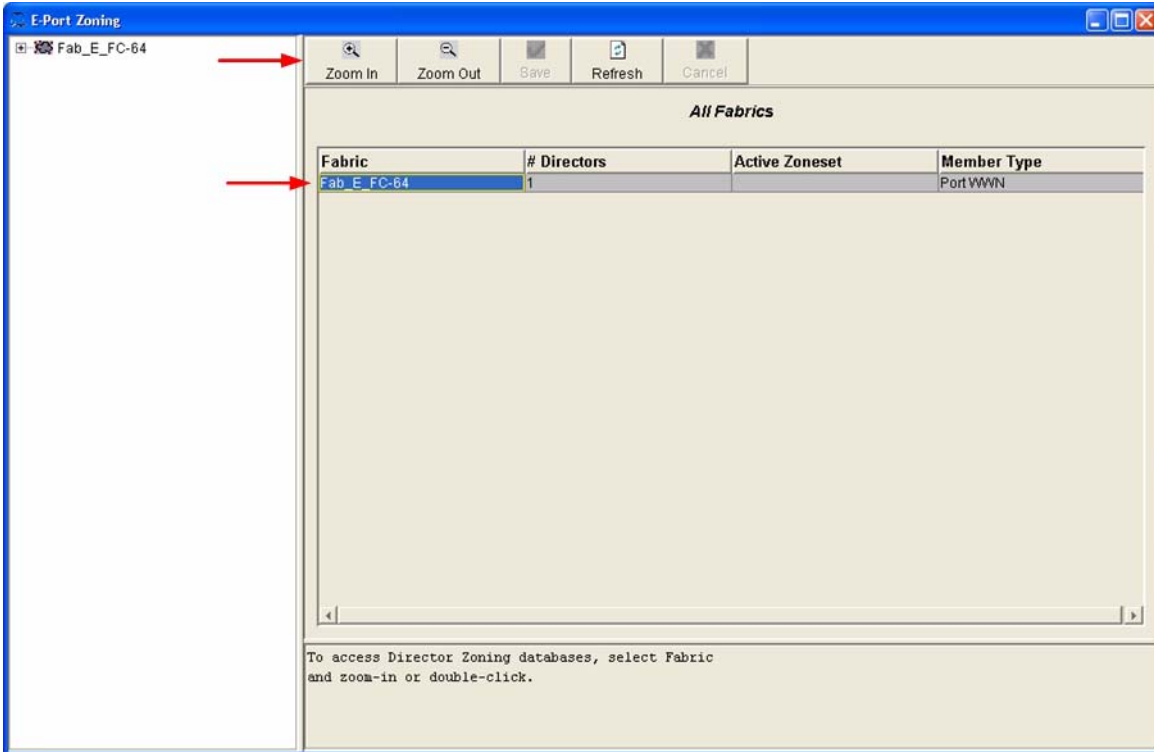 E-Port Zoning
Fab_E_FC-64
Zoom In Zoom Out Save Refresh Cancel
All Fabrics
Fabric # Directors Active Zoneset Member Type
Fab_E_FC-64 1 Port WWN
To access Director Zoning databases, select Fabric
and zoom-in or double-click.